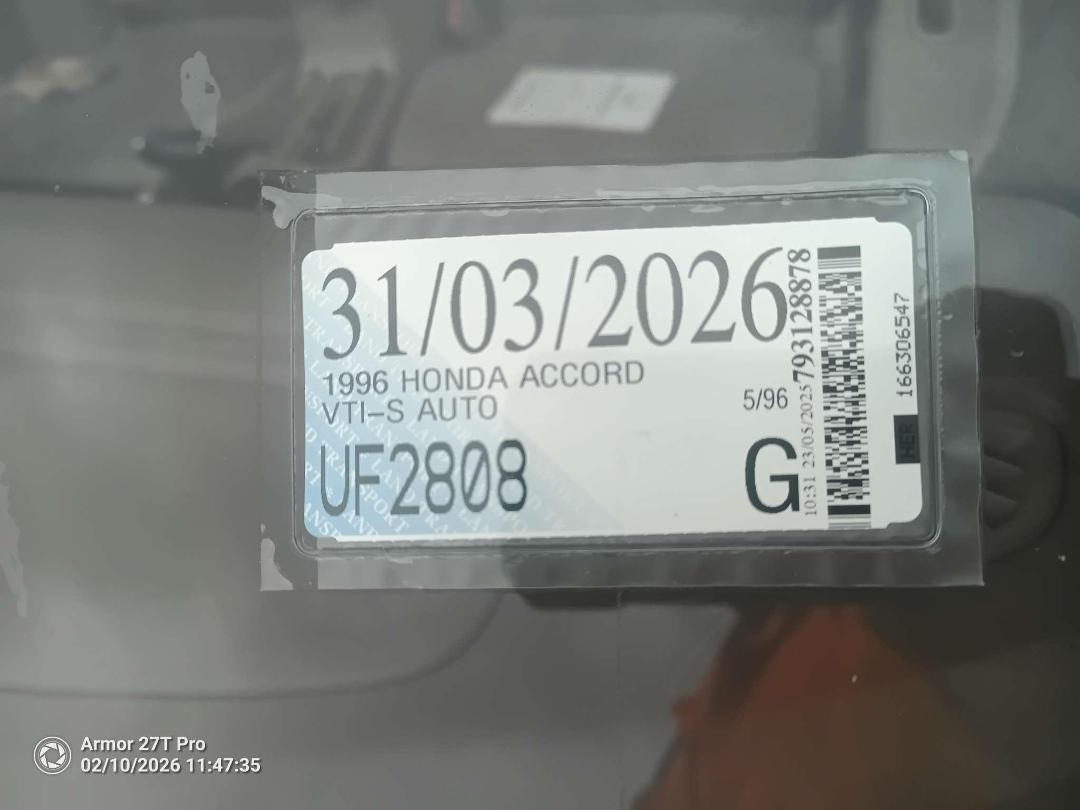 31/03/2026
1996 HONDA ACCORD
VTI-S AUTO
5/96
UF2808
G
10:31 23/05/2025 793128878
HER
166306547
Armor 27T Pro
02/10/2026 11:47:35